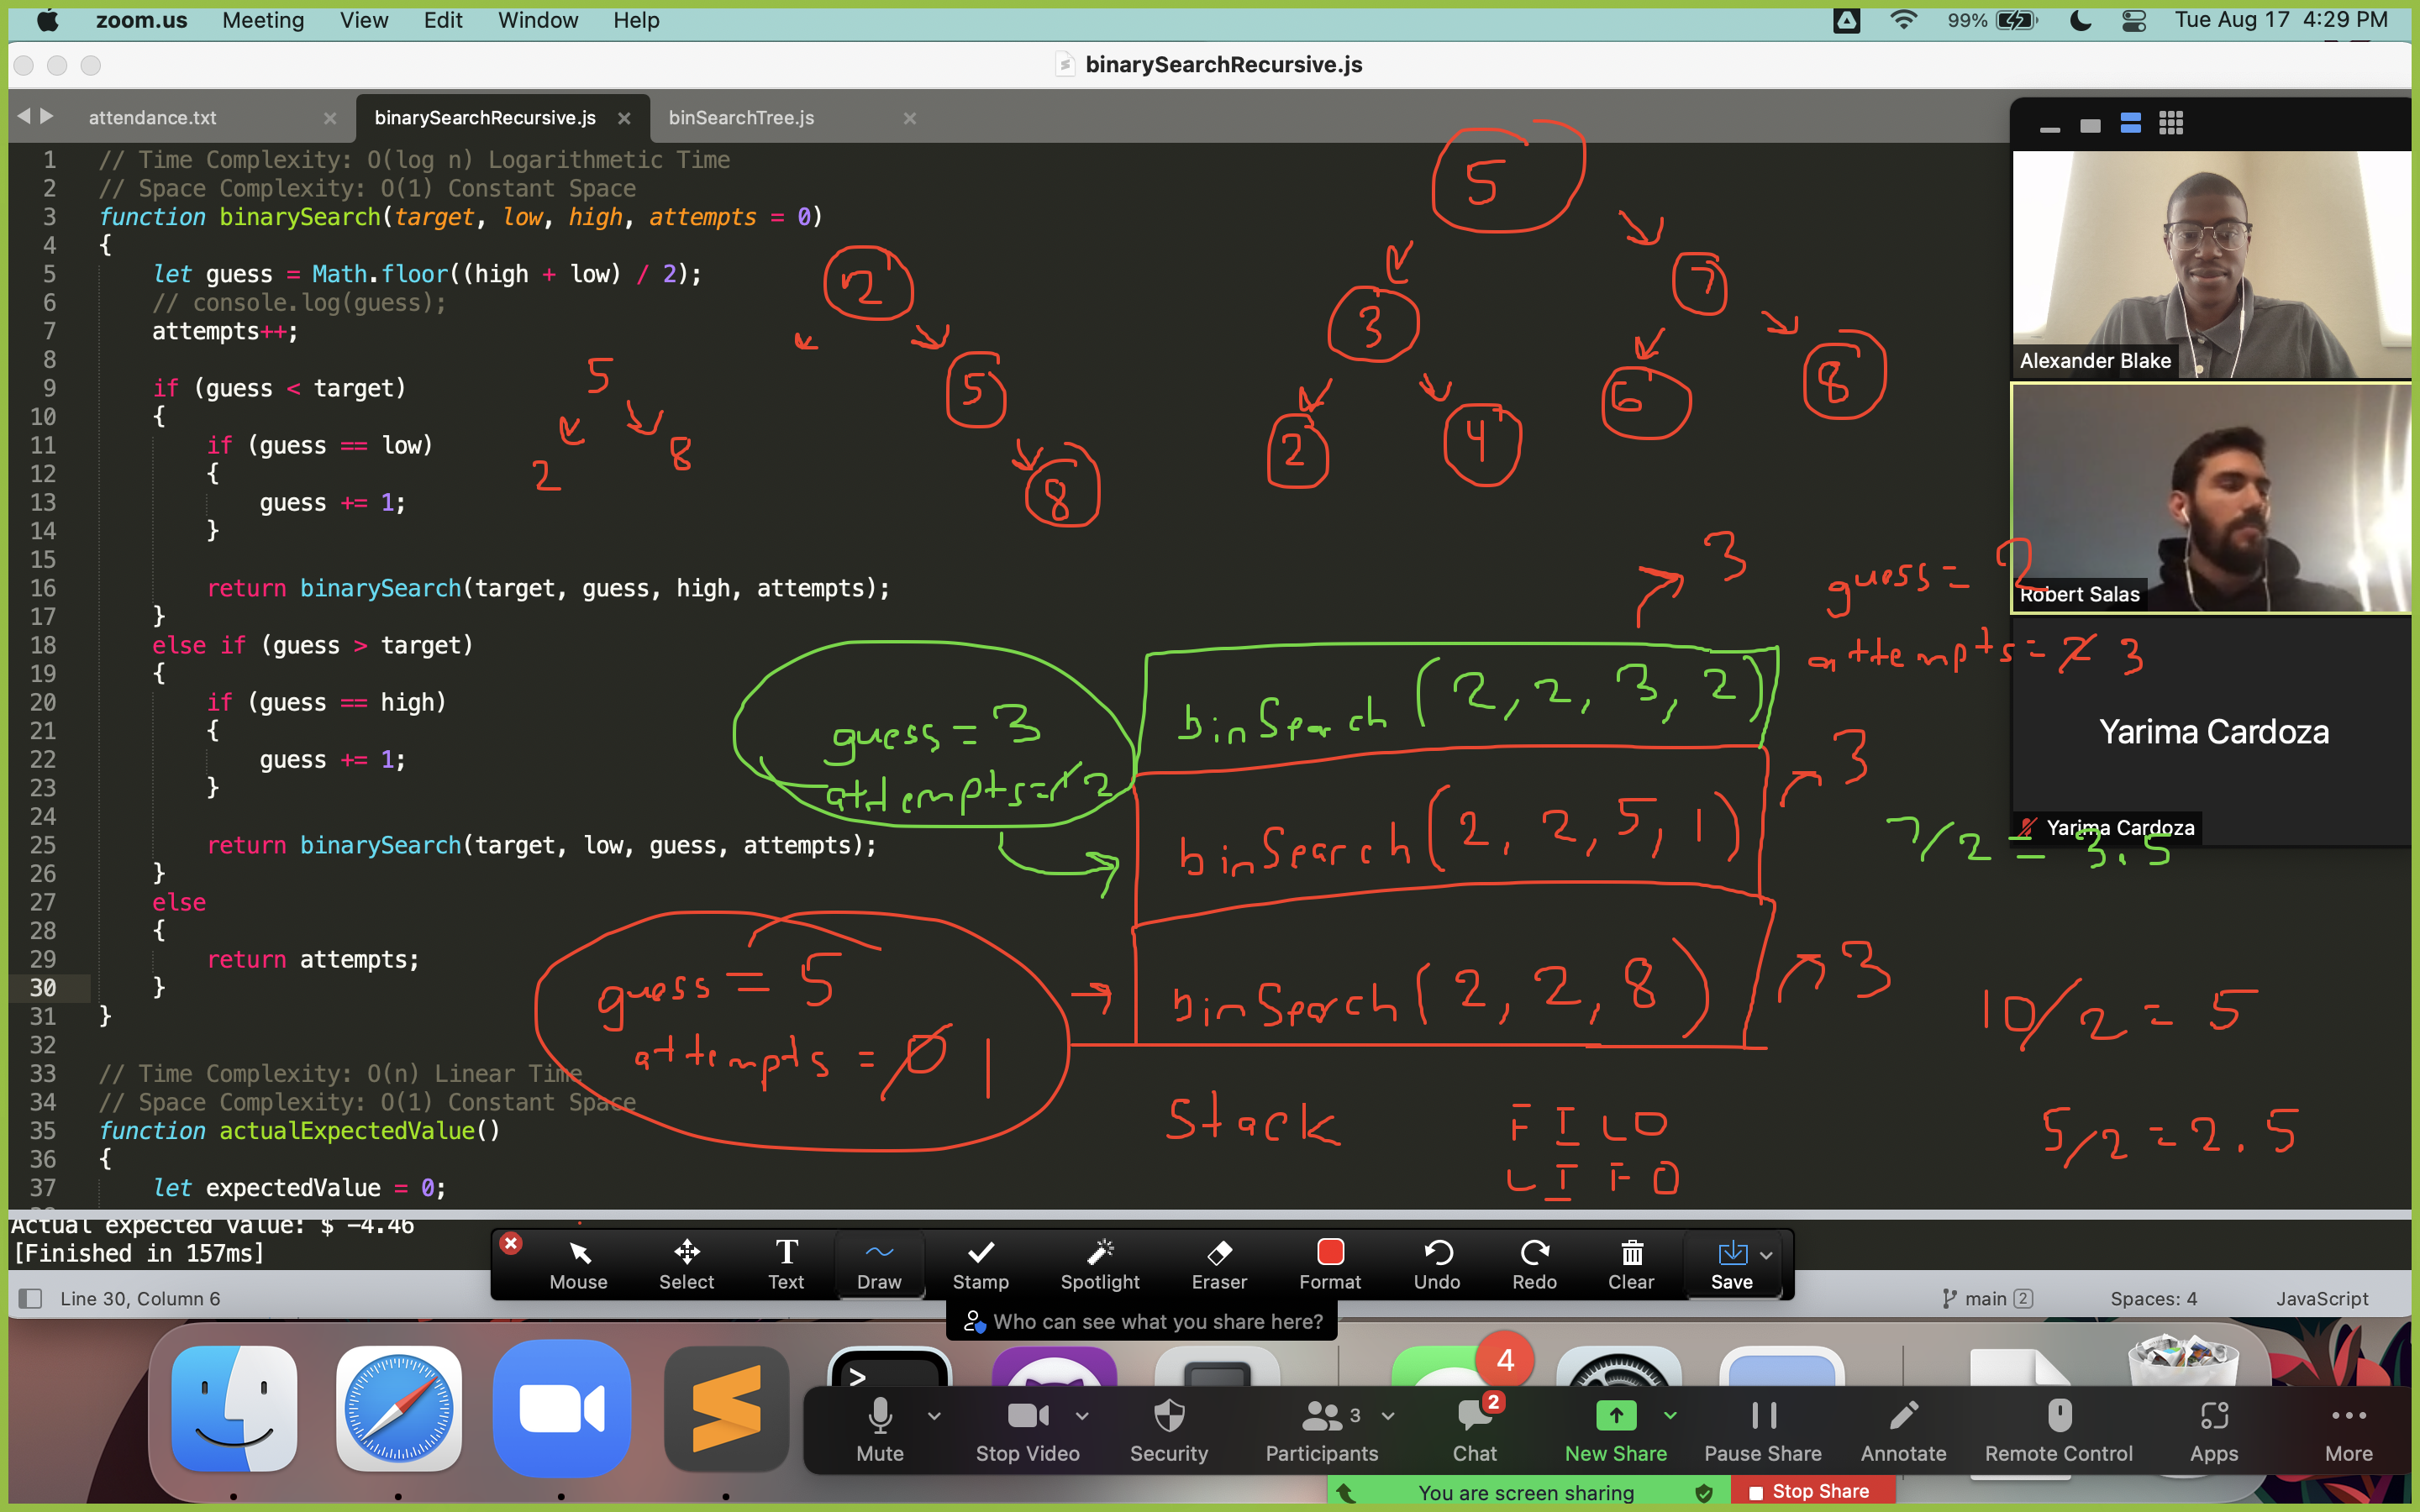 zoom.us Meeting View Edit Window Help 99% Tue Aug 17 4:29 PM
binarySearchRecursive.js
attendance.txt binarySearchRecursive.js binSearchTree.js
1 // Time Complexity: O(log n) Logarithmetic Time
2 // Space Complexity: O(1) Constant Space
3 function binarySearch(target, low, high, attempts = 0)
4 {
5 let guess = Math.floor((high + low) / 2);
6 // console.log(guess);
7 attempts++;
8
9 if (guess < target)
10 {
11 if (guess == low)
12 {
13 guess += 1;
14 }
15
16 return binarySearch(target, guess, high, attempts);
17 }
18 else if (guess > target)
19 {
20 if (guess == high)
21 {
22 guess += 1;
23 }
24
25 return binarySearch(target, low, guess, attempts);
26 }
27 else
28 {
29 return attempts;
30 }
31 }
32
33 // Time Complexity: O(n) Linear Time
34 // Space Complexity: O(1) Constant Space
35 function actualExpectedValue()
36 {
37 let expectedValue = 0;
5
2 8
2
5
8
5
3 7
2 4 6 8
3
guess = 2
attempts = 2 3
guess = 3
attempts = 1 2
binSearch (2, 2, 3, 2)
3
binSearch (2, 2, 5, 1)
7/2 = 3.5
guess = 5
attempts = 0 1
binSearch (2, 2, 8)
3
10/2 = 5
5/2 = 2.5
Stack
FILO
LIFO
Alexander Blake
Robert Salas
Yarima Cardoza
Yarima Cardoza
Actual expected value: $ -4.46
[Finished in 157ms]
Mouse Select Text Draw Stamp Spotlight Eraser Format Undo Redo Clear Save
Who can see what you share here?
Line 30, Column 6 main 2 Spaces: 4 JavaScript
4
Mute Stop Video Security Participants 3 Chat 2 New Share Pause Share Annotate Remote Control Apps More
You are screen sharing Stop Share